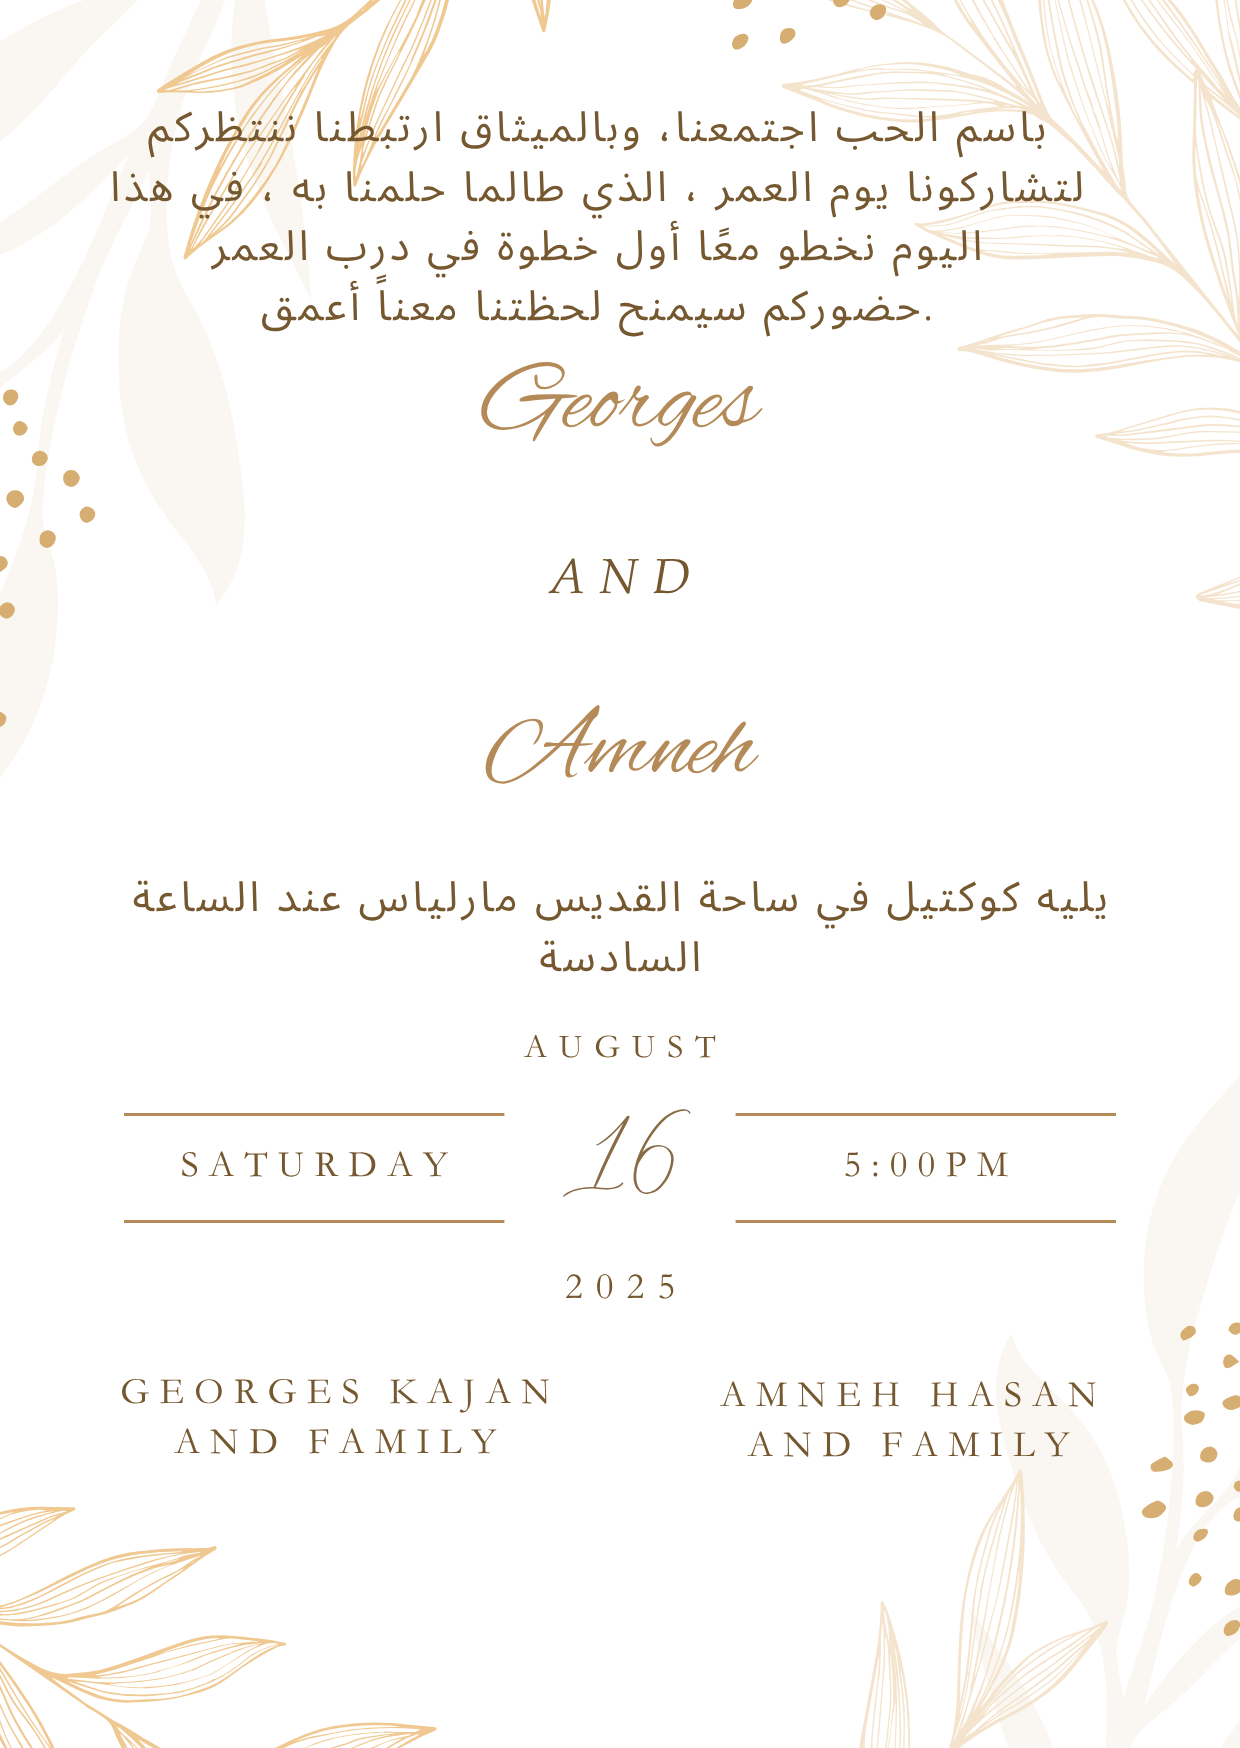 باسم الحب اجتمعنا، وبالميثاق ارتبطنا ننتظركم
لتشاركونا يوم العمر ، الذي طالما حلمنا به ، في هذا
اليوم نخطو معًا أول خطوة في درب العمر
حضوركم سيمنح لحظتنا معناً أعمق.
Georges
AND
Amneh
يليه كوكتيل في ساحة القديس مارلياس عند الساعة
السادسة
AUGUST
SATURDAY 16 5:00PM
2025
GEORGES KAJAN AMNEH HASAN
AND FAMILY AND FAMILY